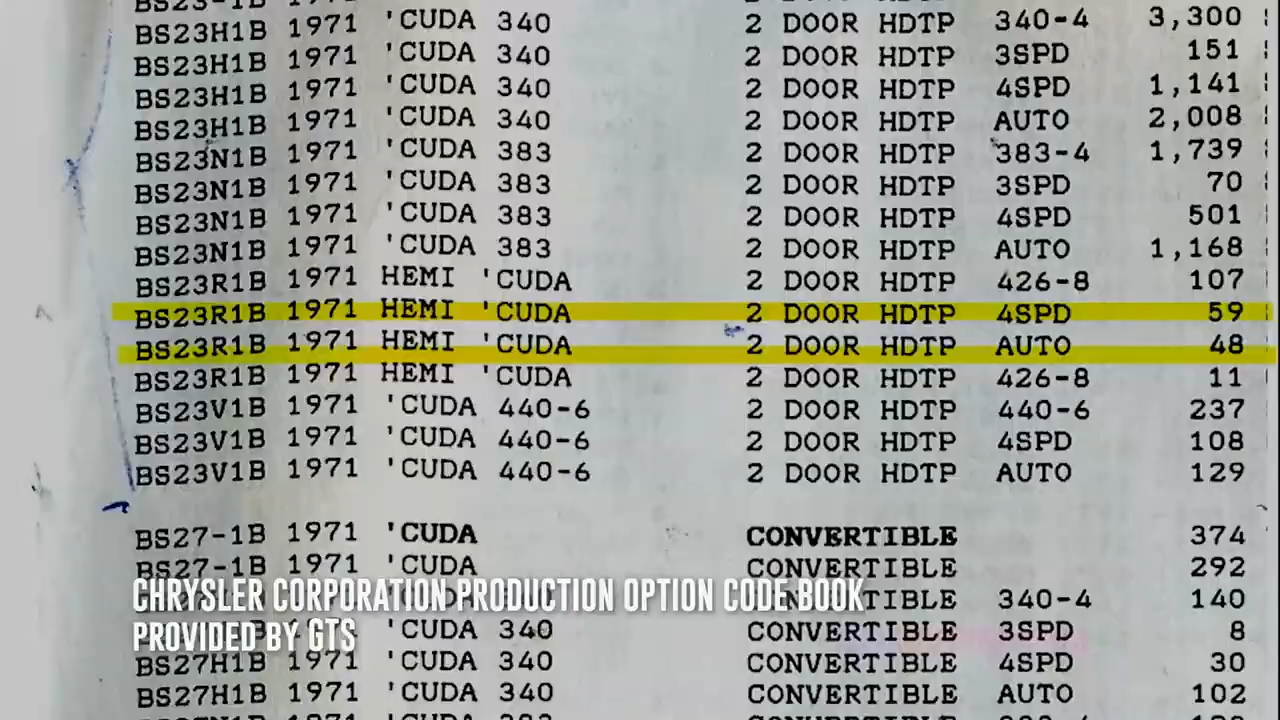 BS23H1B 1971 'CUDA 340 2 DOOR HDTP 340-4 3,300
BS23H1B 1971 'CUDA 340 2 DOOR HDTP 3SPD 151
BS23H1B 1971 'CUDA 340 2 DOOR HDTP 4SPD 1,141
BS23H1B 1971 'CUDA 340 2 DOOR HDTP AUTO 2,008
BS23N1B 1971 'CUDA 383 2 DOOR HDTP 383-4 1,739
BS23N1B 1971 'CUDA 383 2 DOOR HDTP 3SPD 70
BS23N1B 1971 'CUDA 383 2 DOOR HDTP 4SPD 501
BS23N1B 1971 'CUDA 383 2 DOOR HDTP AUTO 1,168
BS23R1B 1971 HEMI 'CUDA 2 DOOR HDTP 426-8 107
BS23R1B 1971 HEMI 'CUDA 2 DOOR HDTP 4SPD 59
BS23R1B 1971 HEMI 'CUDA 2 DOOR HDTP AUTO 48
BS23R1B 1971 HEMI 'CUDA 2 DOOR HDTP 426-8 11
BS23V1B 1971 'CUDA 440-6 2 DOOR HDTP 440-6 237
BS23V1B 1971 'CUDA 440-6 2 DOOR HDTP 4SPD 108
BS23V1B 1971 'CUDA 440-6 2 DOOR HDTP AUTO 129
BS27-1B 1971 'CUDA CONVERTIBLE 374
BS27-1B 1971 'CUDA CONVERTIBLE 292
CONVERTIBLE 340-4 140
CHRYSLER CORPORATION PRODUCTION OPTION CODE BOOK
'CUDA 340 CONVERTIBLE 3SPD 8
PROVIDED BY GTS
BS27H1B 1971 'CUDA 340 CONVERTIBLE 4SPD 30
BS27H1B 1971 'CUDA 340 CONVERTIBLE AUTO 102